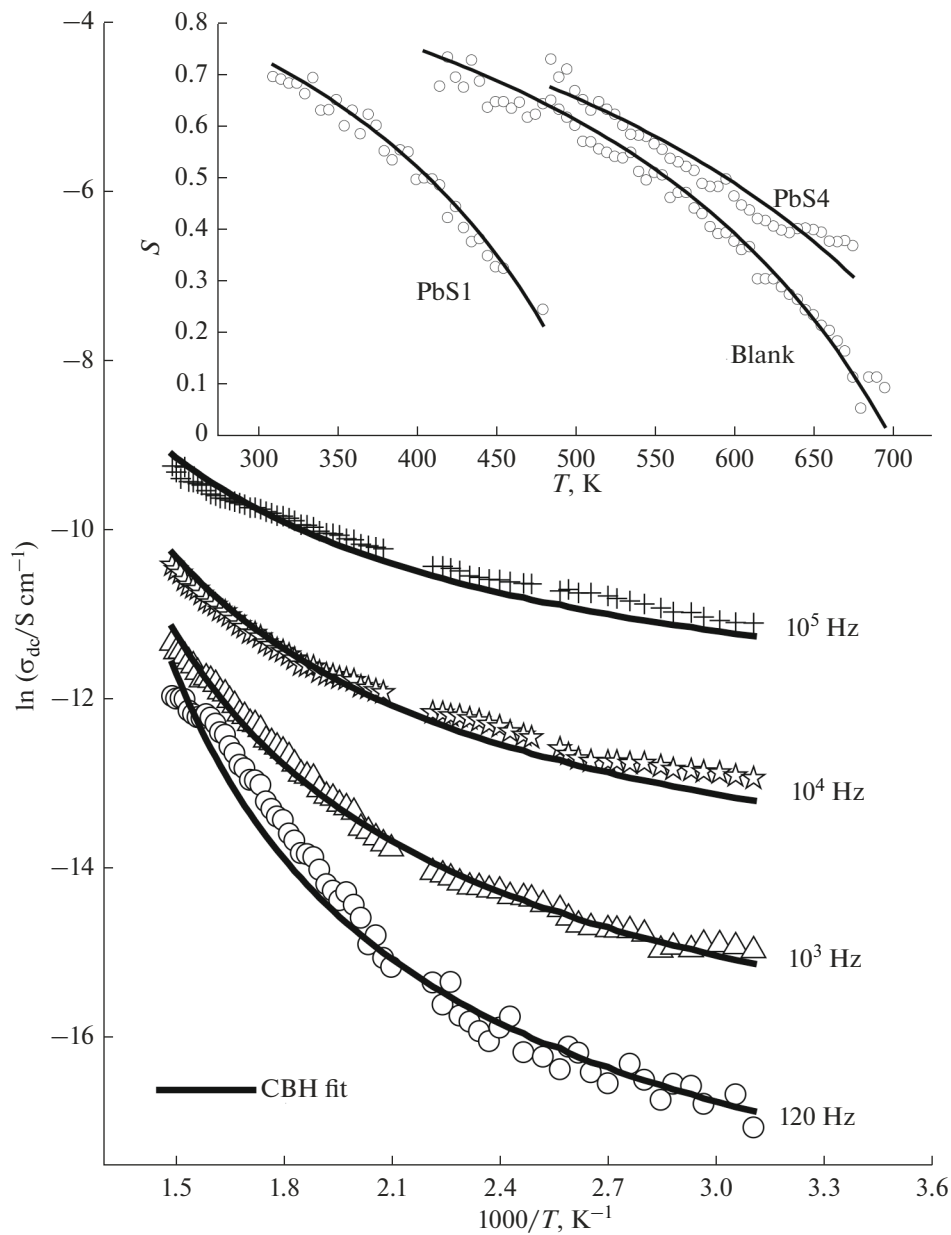 −4
−6
−8
−10
−12
−14
−16
ln (σdc/S cm⁻¹)
0.8
0.7
0.6
0.5
0.4
0.3
0.2
0.1
0
S
PbS1
PbS4
Blank
300 350 400 450 500 550 600 650 700
T, K
10⁵ Hz
10⁴ Hz
10³ Hz
120 Hz
CBH fit
1.5 1.8 2.1 2.4 2.7 3.0 3.3 3.6
1000/T, K⁻¹